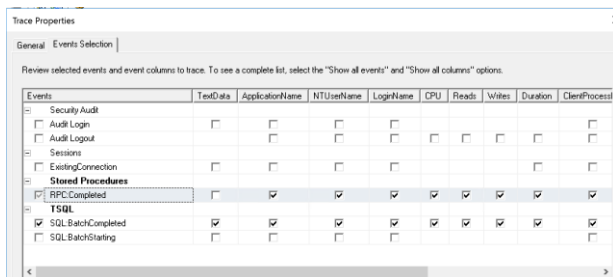 Trace Properties
General Events Selection
Review selected events and event columns to trace. To see a complete list, select the "Show all events" and "Show all columns" options.
Events TextData ApplicationName NTUserName LoginName CPU Reads Writes Duration ClientProcessI
Security Audit
Audit Login
Audit Logout
Sessions
ExistingConnection
Stored Procedures
RPC:Completed
TSQL
SQL:BatchCompleted
SQL:BatchStarting